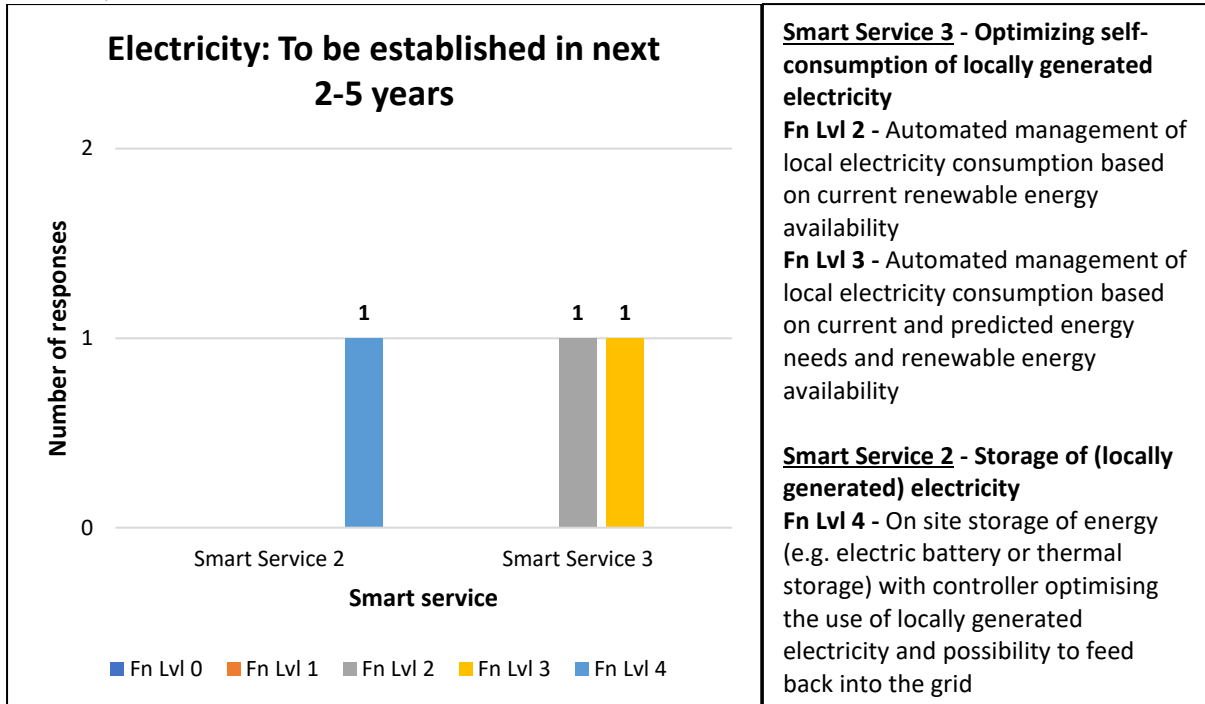 Electricity: To be established in next
2-5 years
Number of responses
2
1
0
1
1
1
Smart Service 2
Smart Service 3
Smart service
Fn Lvl 0
Fn Lvl 1
Fn Lvl 2
Fn Lvl 3
Fn Lvl 4
Smart Service 3 - Optimizing self-
consumption of locally generated
electricity
Fn Lvl 2 - Automated management of
local electricity consumption based
on current renewable energy
availability
Fn Lvl 3 - Automated management of
local electricity consumption based
on current and predicted energy
needs and renewable energy
availability
Smart Service 2 - Storage of (locally
generated) electricity
Fn Lvl 4 - On site storage of energy
(e.g. electric battery or thermal
storage) with controller optimising
the use of locally generated
electricity and possibility to feed
back into the grid